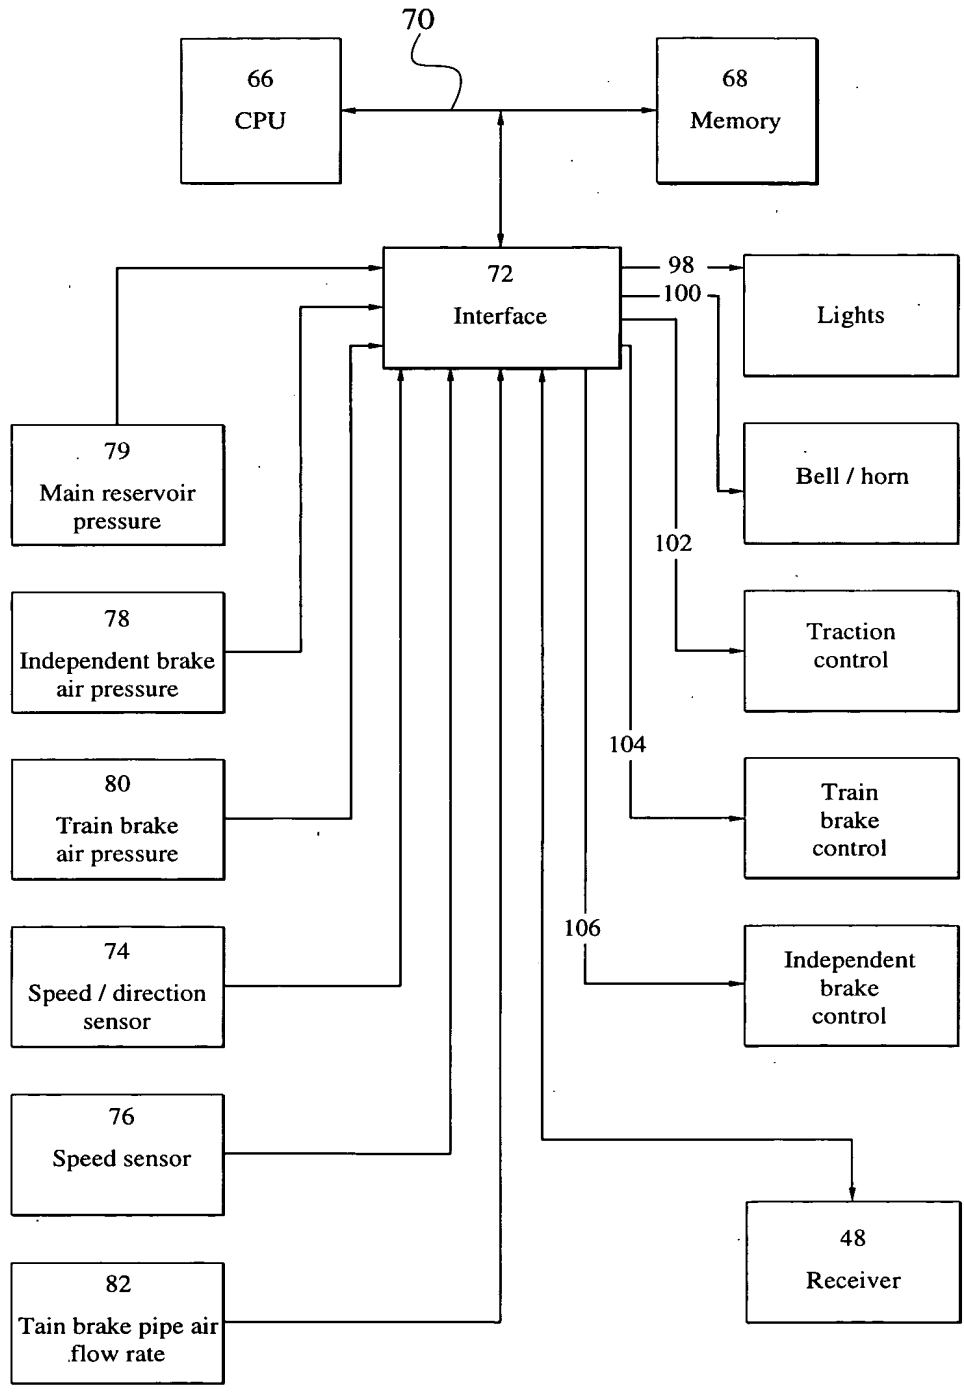 70
66
CPU
68
Memory
72
Interface
98
100
Lights
79
Main reservoir
pressure
Bell / horn
102
78
Independent brake
air pressure
Traction
control
104
80
Train brake
air pressure
Train
brake
control
106
74
Speed / direction
sensor
Independent
brake
control
76
Speed sensor
48
Receiver
82
Tain brake pipe air
flow rate